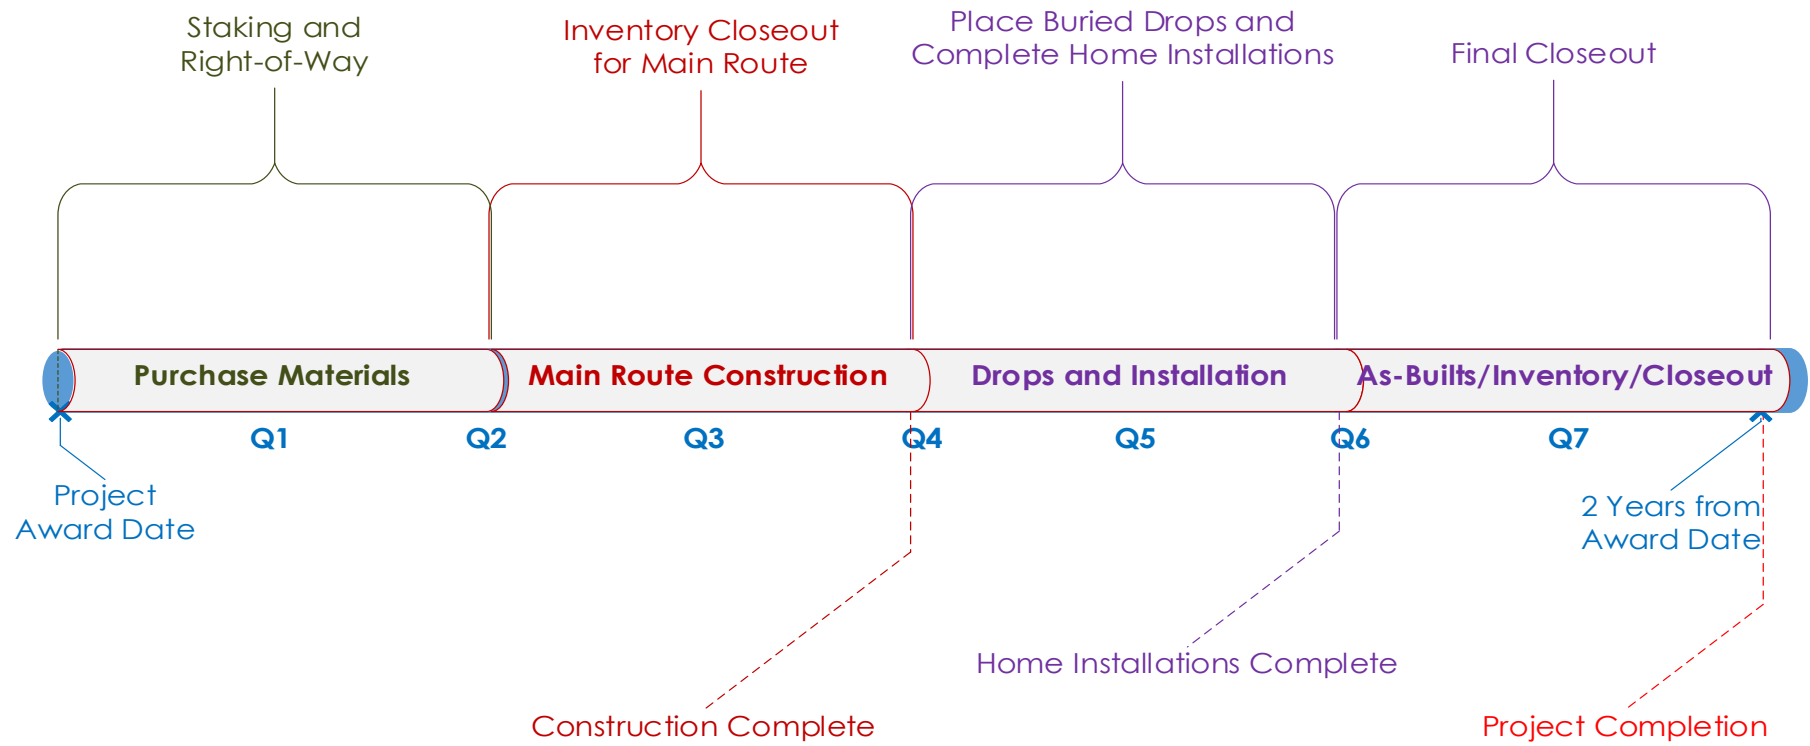 Staking and
Right-of-Way
Inventory Closeout
for Main Route
Place Buried Drops and
Complete Home Installations
Final Closeout
Purchase Materials
Main Route Construction
Drops and Installation
As-Builts/Inventory/Closeout
Q1
Q2
Q3
Q4
Q5
Q6
Q7
Project
Award Date
2 Years from
Award Date
Home Installations Complete
Construction Complete
Project Completion